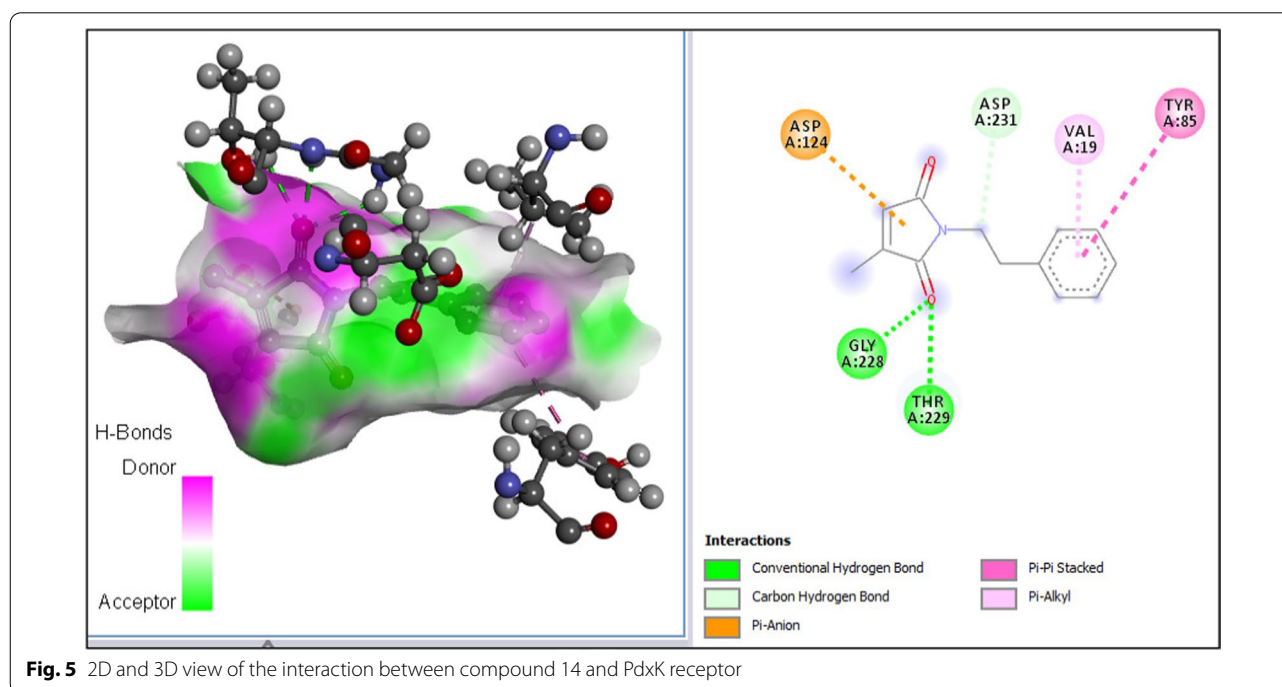 H-Bonds
Donor
Acceptor
ASP
A:124
ASP
A:231
VAL
A:19
TYR
A:85
O
N
O
GLY
A:228
THR
A:229
Interactions
Conventional Hydrogen Bond
Carbon Hydrogen Bond
Pi-Anion
Pi-Pi Stacked
Pi-Alkyl
Fig. 5 2D and 3D view of the interaction between compound 14 and PdxK receptor